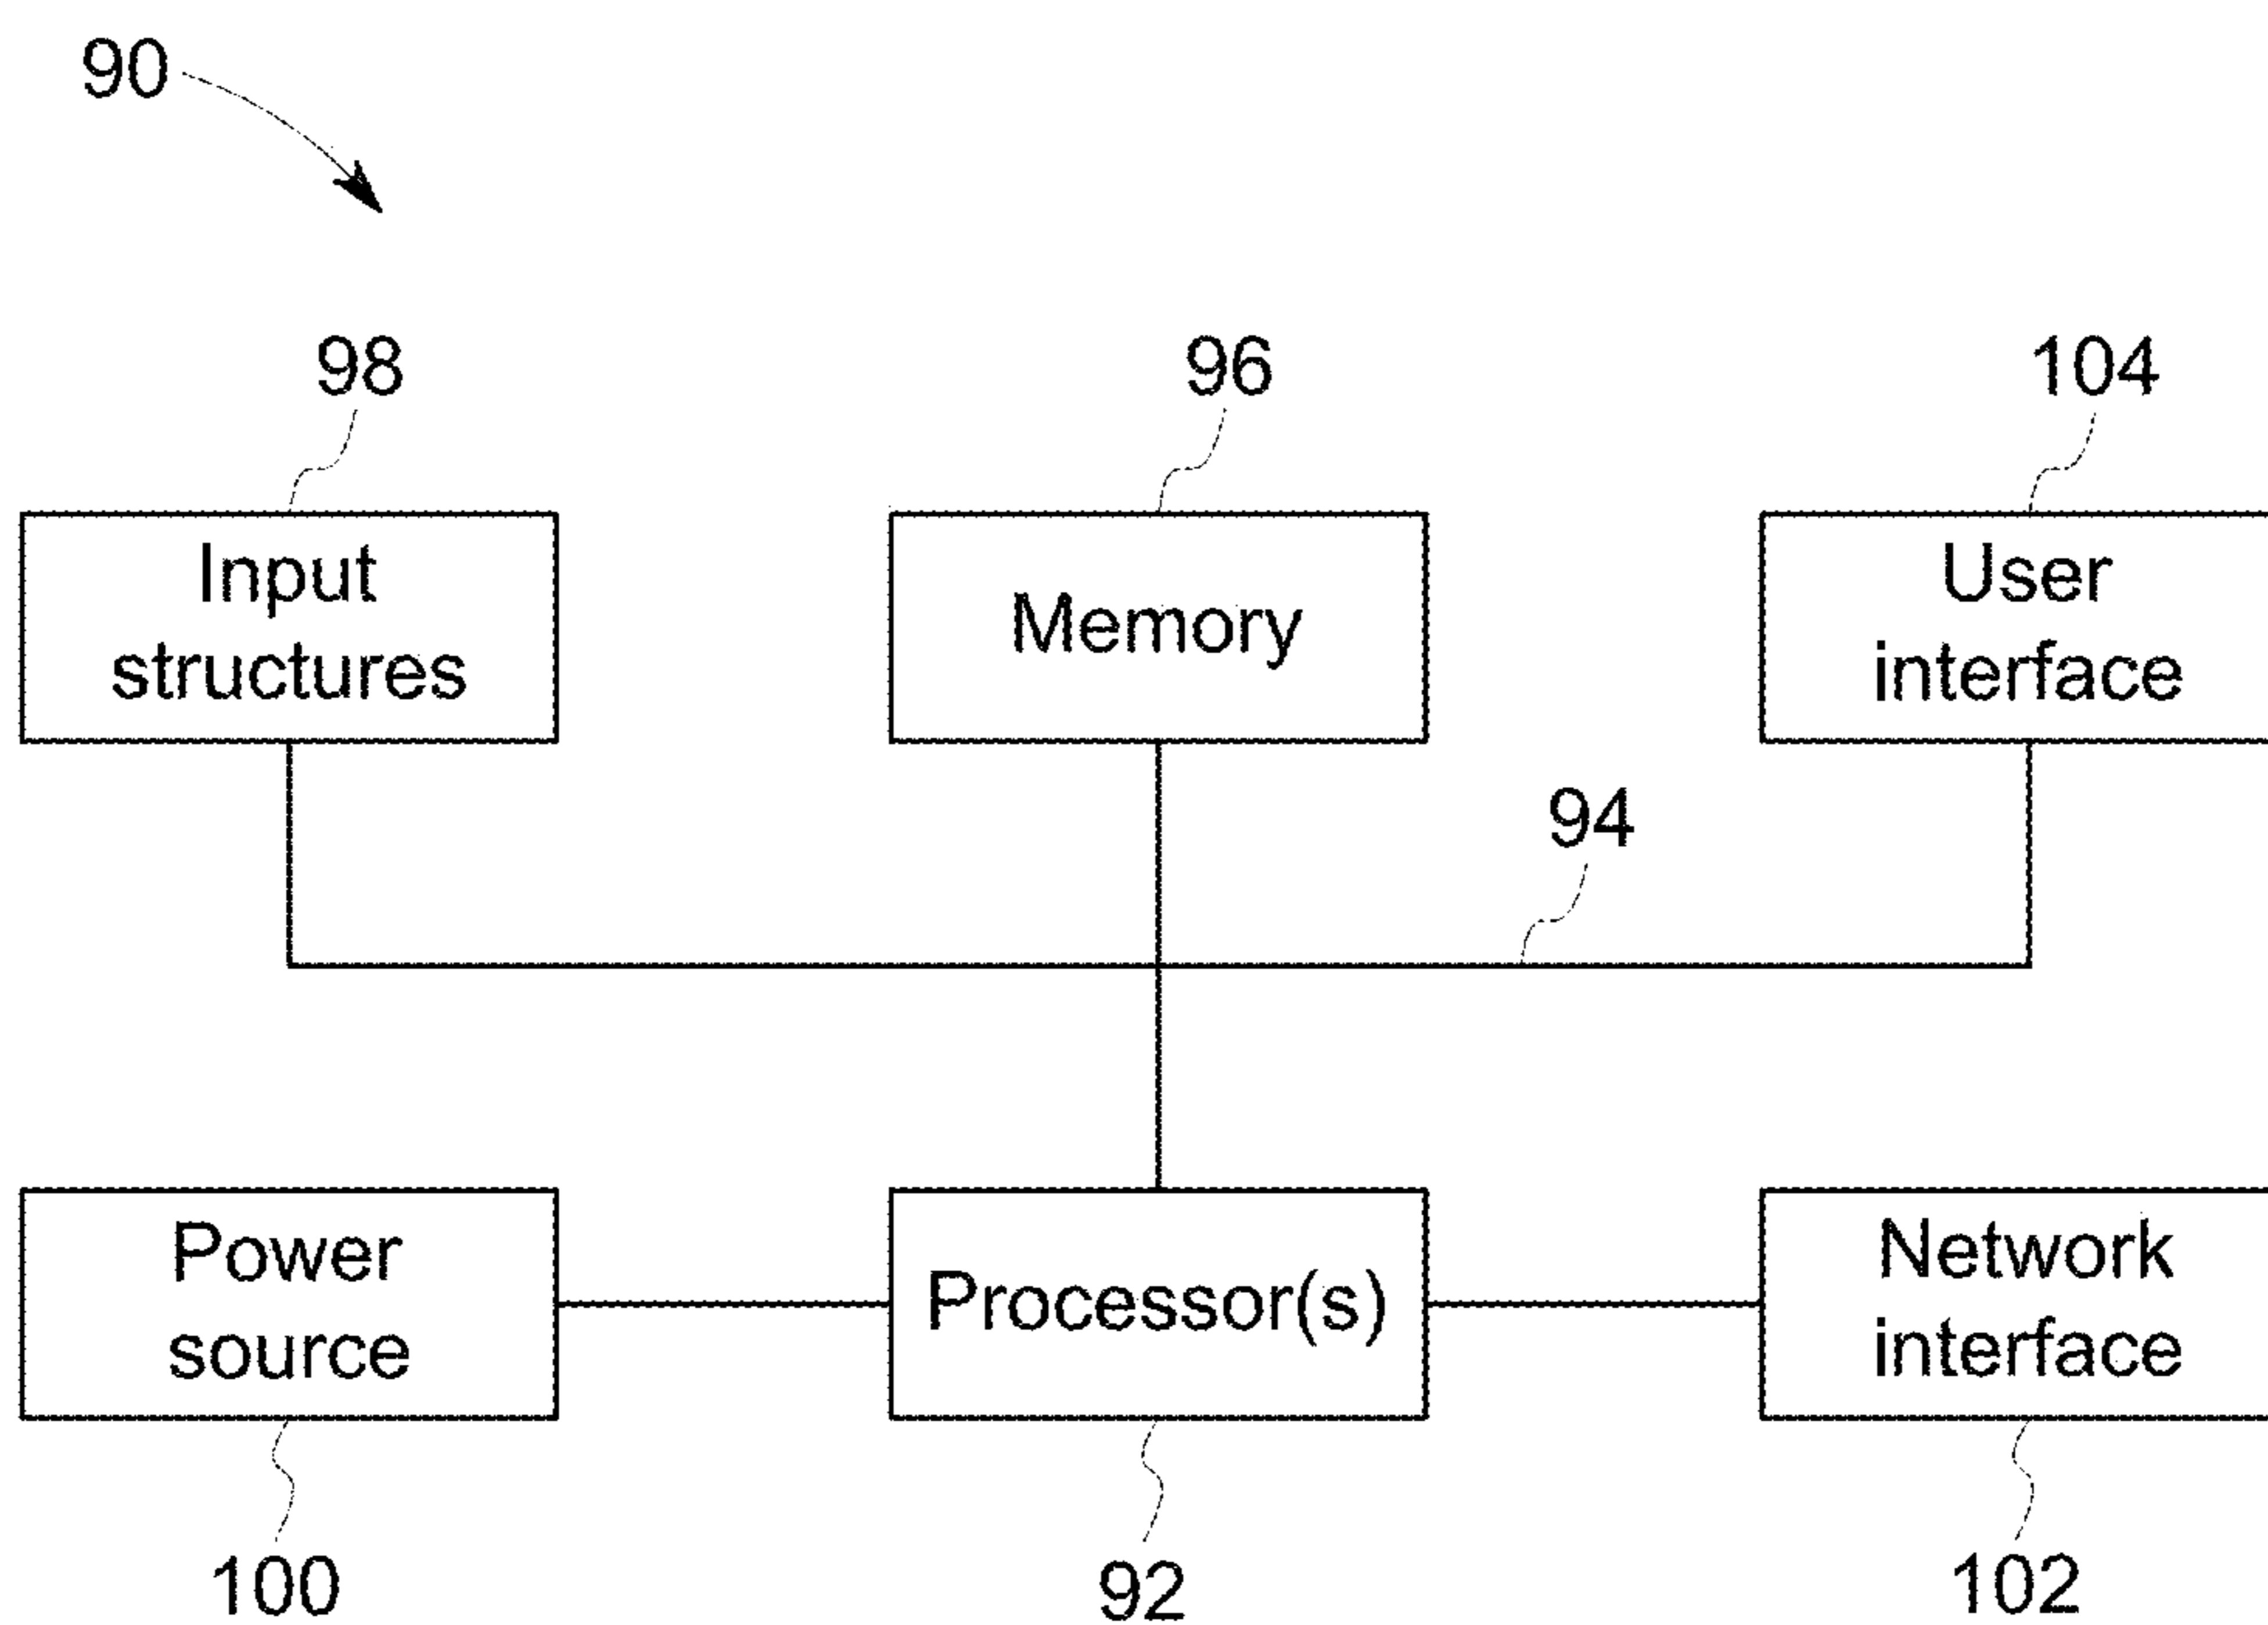 90
98
96
104
Input
structures
Memory
User
interface
94
Power
source
Processor(s)
Network
interface
100
92
102